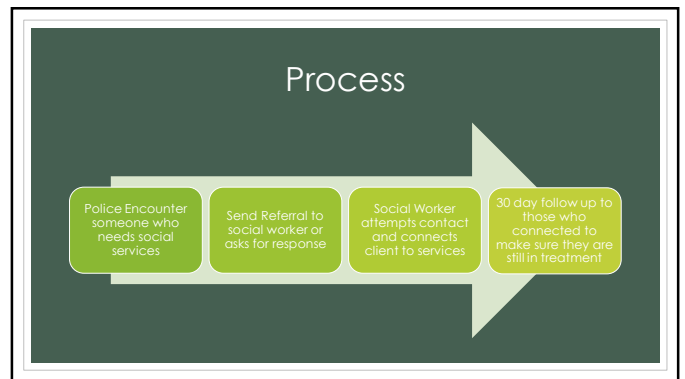 Process
Police Encounter
someone who
needs social
services
Send Referral to
social worker or
asks for response
Social Worker
attempts contact
and connects
client to services
30 day follow up to
those who
connected to
make sure they are
still in treatment